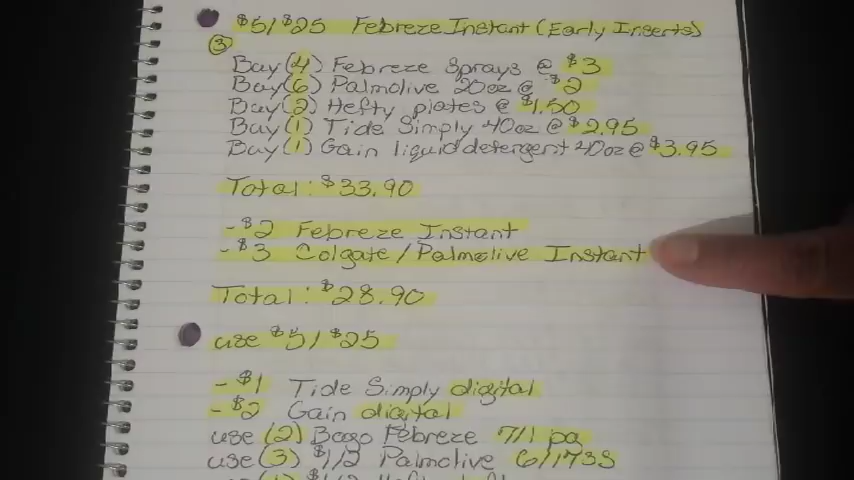 $5/$25 Febreze Instant (Early Inserts)
3
Buy (4) Febreze Sprays @ $3
Buy (6) Palmolive 20oz @ $2
Buy (2) Hefty plates @ $1.50
Buy (1) Tide Simply 40oz @ $2.95
Buy (1) Gain liquid detergent 40oz @ $3.95
Total: $33.90
-$2 Febreze Instant
-$3 Colgate/Palmolive Instant
Total: $28.90
use $5/$25
-$1 Tide Simply digital
-$2 Gain digital
use (2) Bogo Febreze 7/1 pg
use (3) $1/2 Palmolive 6/17 SS